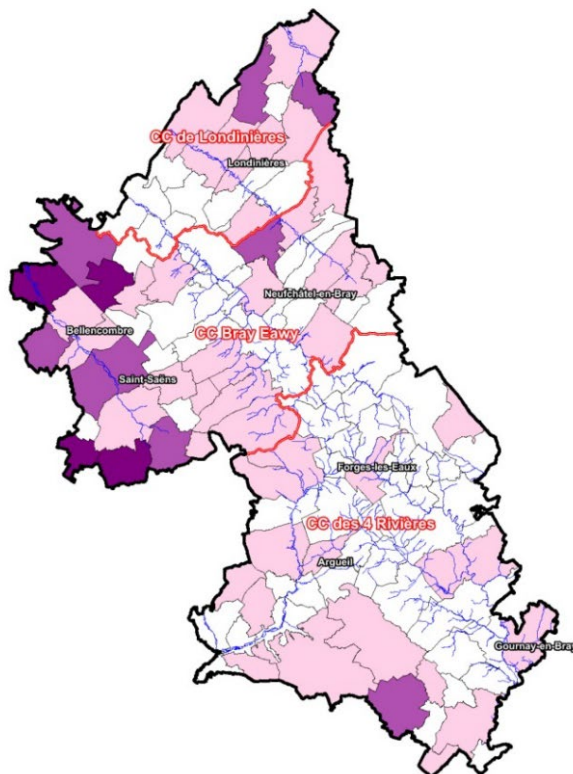 CC de Londinières
Londinières
Neufchâtel-en-Bray
Bellencombre
CC Bray Eawy
Saint-Saëns
Forges-les-Eaux
CC des 4 Rivières
Argueil
Gournay-en-Bray